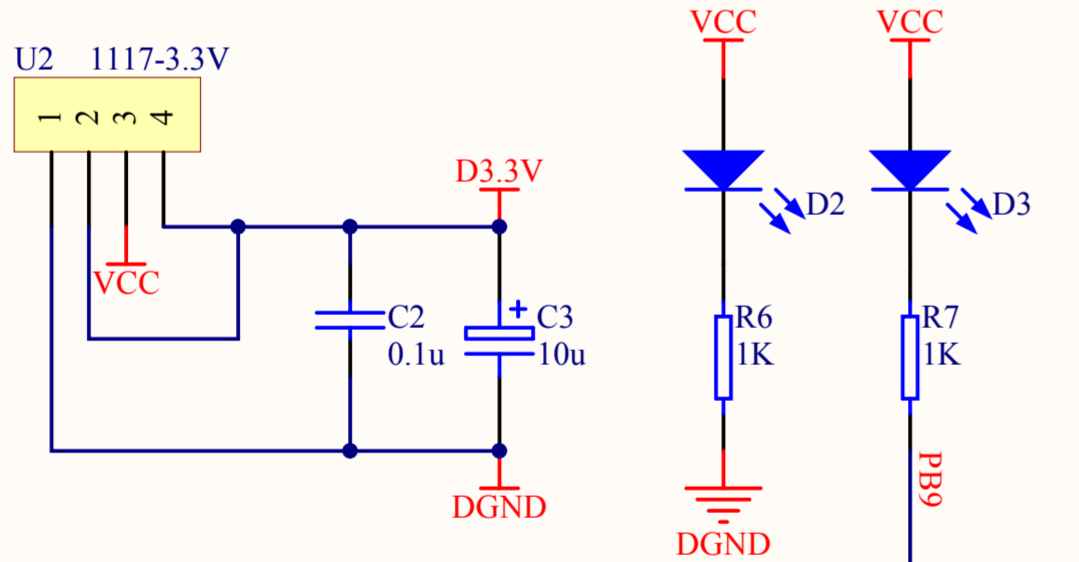 U2 1117-3.3V
1 2 3 4
VCC
D3.3V
C2
0.1u
C3
10u
DGND
VCC
D2
R6
1K
DGND
VCC
D3
R7
1K
PB9